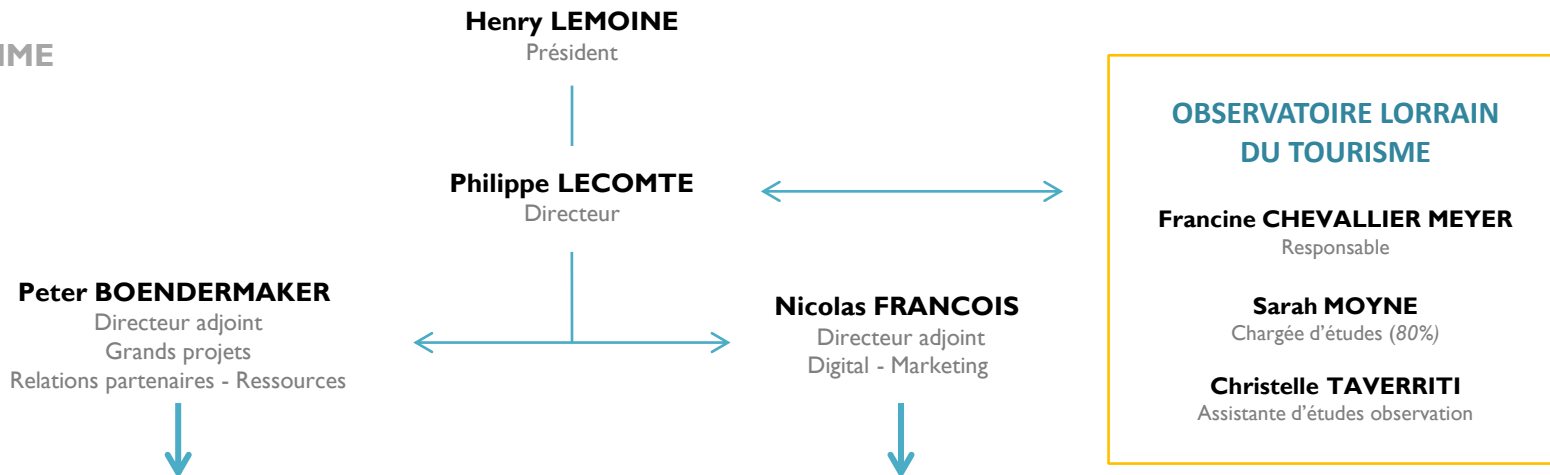 Henry LEMOINE
Président
Philippe LECOMTE
Directeur
Peter BOENDERMAKER
Directeur adjoint
Grands projets
Relations partenaires - Ressources
Nicolas FRANCOIS
Directeur adjoint
Digital - Marketing
OBSERVATOIRE LORRAIN
DU TOURISME
Francine CHEVALLIER MEYER
Responsable
Sarah MOYNE
Chargée d'études (80%)
Christelle TAVERRITI
Assistante d'études observation